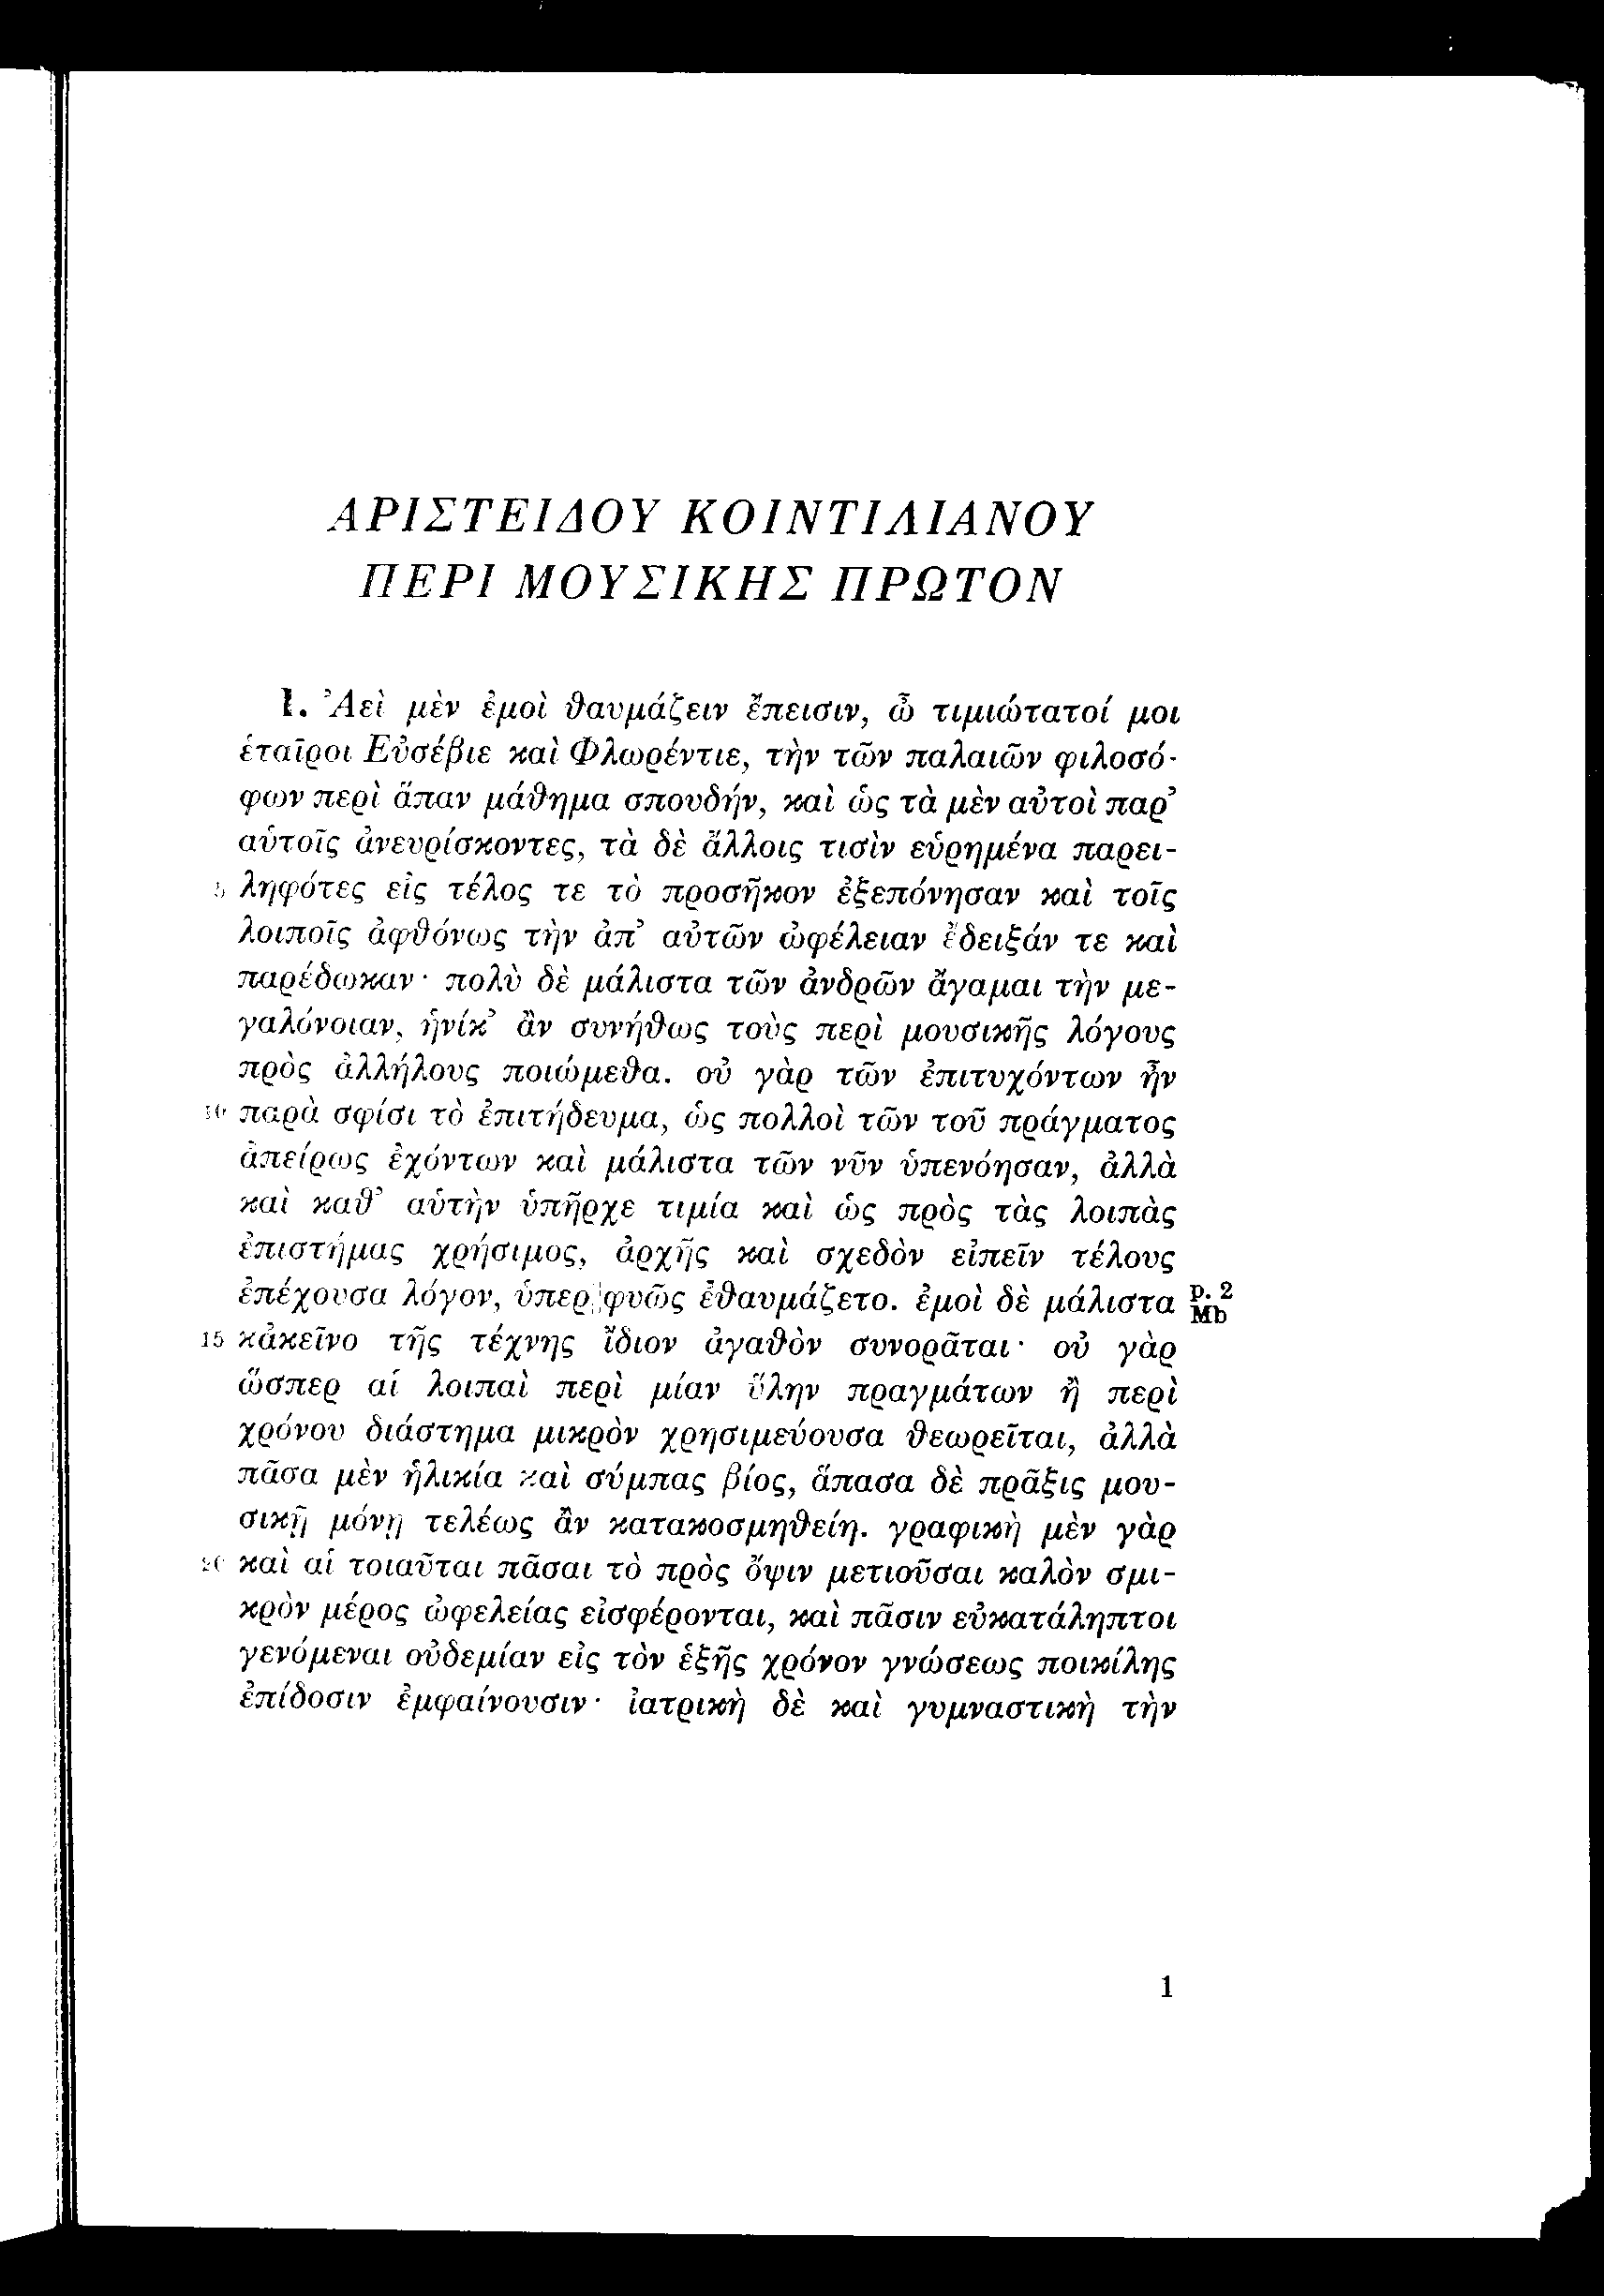 ΑΡΙΣΤΕΙΔΟΥ ΚΟΙΝΤΙΛΙΑΝΟΥ
ΠΕΡΙ ΜΟΥΣΙΚΗΣ ΠΡΩΤΟΝ
1. Ἀεὶ μὲν ἐμοὶ θαυμάζειν ἔπεισιν, ὦ τιμιώτατοί μοι
ἑταῖροι Εὐσέβιε καὶ Φλωρέντιε, τὴν τῶν παλαιῶν φιλοσό-
φων περὶ ἅπαν μάθημα σπουδήν, καὶ ὡς τὰ μὲν αὐτοὶ παρ’
αὑτοῖς ἀνευρίσκοντες, τὰ δὲ ἄλλοις τισὶν εὑρημένα παρει-
5 ληφότες εἰς τέλος τε τὸ προσῆκον ἐξεπόνησαν καὶ τοῖς
λοιποῖς ἀφθόνως τὴν ἀπ’ αὐτῶν ὠφέλειαν ἔδειξάν τε καὶ
παρέδωκαν· πολὺ δὲ μάλιστα τῶν ἀνδρῶν ἄγαμαι τὴν με-
γαλόνοιαν, ἡνίκ’ ἂν συνήθως τοὺς περὶ μουσικῆς λόγους
πρὸς ἀλλήλους ποιώμεθα. οὐ γὰρ τῶν ἐπιτυχόντων ἦν
10 παρὰ σφίσι τὸ ἐπιτήδευμα, ὡς πολλοὶ τῶν τοῦ πράγματος
ἀπείρως ἐχόντων καὶ μάλιστα τῶν νῦν ὑπενόησαν, ἀλλὰ
καὶ καθ’ αὑτὴν ὑπῆρχε τιμία καὶ ὡς πρὸς τὰς λοιπὰς
ἐπιστήμας χρήσιμος, ἀρχῆς καὶ σχεδὸν εἰπεῖν τέλους
ἐπέχουσα λόγον, ὑπερ|φυῶς ἐθαυμάζετο. ἐμοὶ δὲ μάλιστα p. 2 Mb
15 κἀκεῖνο τῆς τέχνης ἴδιον ἀγαθὸν συνορᾶται· οὐ γὰρ
ὥσπερ αἱ λοιπαὶ περὶ μίαν ὕλην πραγμάτων ἢ περὶ
χρόνου διάστημα μικρὸν χρησιμεύουσα θεωρεῖται, ἀλλὰ
πᾶσα μὲν ἡλικία καὶ σύμπας βίος, ἅπασα δὲ πρᾶξις μου-
σικῇ μόνῃ τελέως ἂν κατακοσμηθείη. γραφικὴ μὲν γὰρ
20 καὶ αἱ τοιαῦται πᾶσαι τὸ πρὸς ὄψιν μετιοῦσαι καλὸν σμι-
κρὸν μέρος ὠφελείας εἰσφέρονται, καὶ πᾶσιν εὐκατάληπτοι
γενόμεναι οὐδεμίαν εἰς τὸν ἑξῆς χρόνον γνώσεως ποικίλης
ἐπίδοσιν ἐμφαίνουσιν· ἰατρικὴ δὲ καὶ γυμναστικὴ τὴν
1